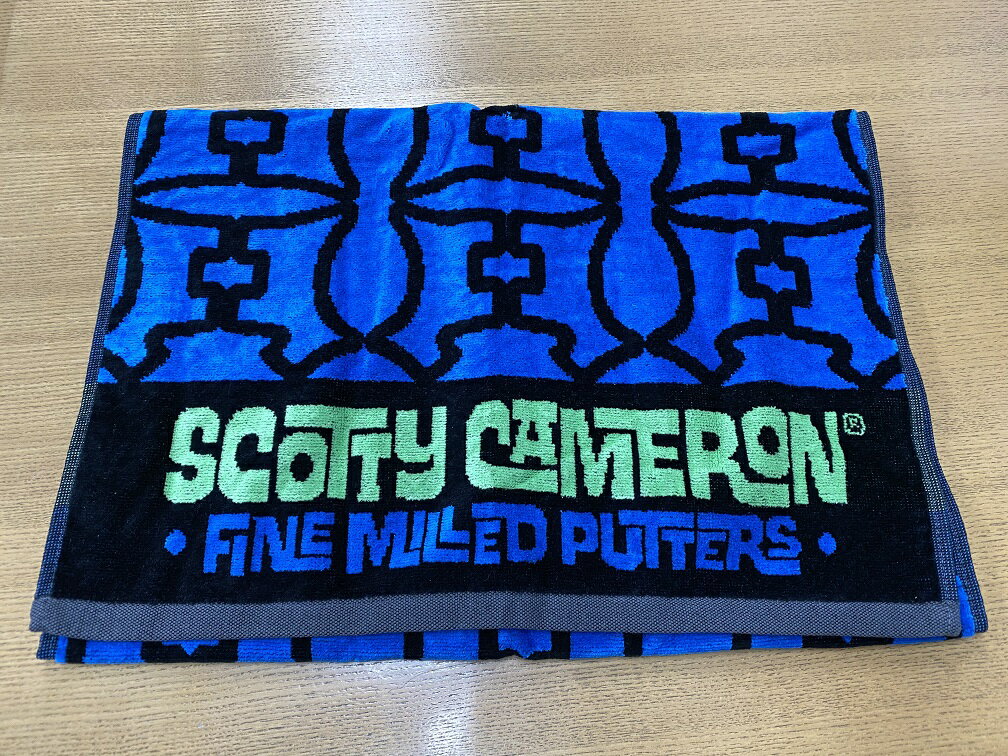 SCOTTY CAMERON®
• FINE MILLED PUTTERS •